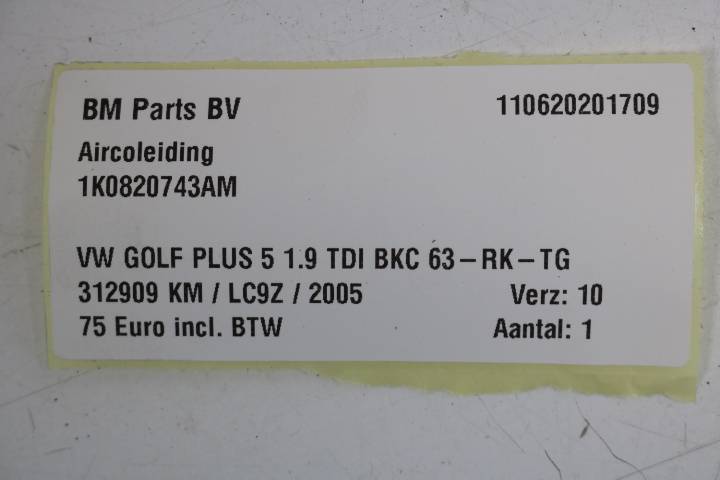 BM Parts BV 110620201709
Aircoleiding
1K0820743AM
VW GOLF PLUS 5 1.9 TDI BKC 63-RK-TG
312909 KM / LC9Z / 2005 Verz: 10
75 Euro incl. BTW Aantal: 1